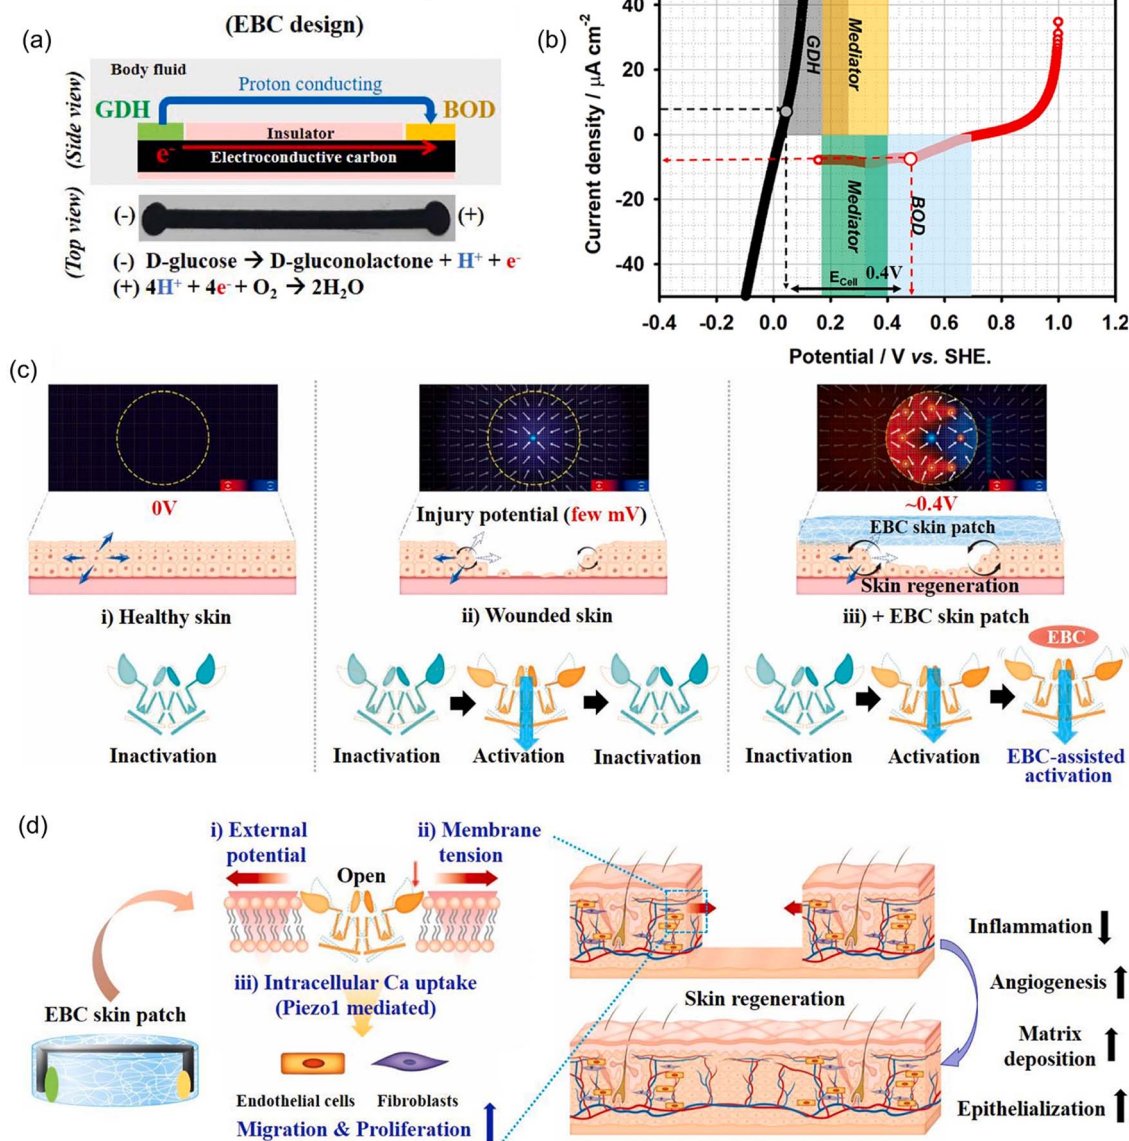 (a)
(EBC design)
(Side view)
Body fluid
Proton conducting
GDH
BOD
Insulator
e-
Electroconductive carbon
(Top view)
(-)
(+)
(-) D-glucose → D-gluconolactone + H⁺ + e⁻
(+) 4H⁺ + 4e⁻ + O₂ → 2H₂O
(b)
Current density / μA cm⁻²
40
20
0
-20
-40
GDH
Mediator
Mediator
BOD
E_Cell 0.4V
-0.4 -0.2 0.0 0.2 0.4 0.6 0.8 1.0 1.2
Potential / V vs. SHE.
(c)
0V
i) Healthy skin
Inactivation
Injury potential (few mV)
ii) Wounded skin
Inactivation
Activation
Inactivation
~0.4V
EBC skin patch
Skin regeneration
iii) + EBC skin patch
EBC
Inactivation
Activation
EBC-assisted
activation
(d)
EBC skin patch
i) External
potential
ii) Membrane
tension
Open
iii) Intracellular Ca uptake
(Piezo1 mediated)
Endothelial cells
Fibroblasts
Migration & Proliferation
Skin regeneration
Inflammation
Angiogenesis
Matrix
deposition
Epithelialization